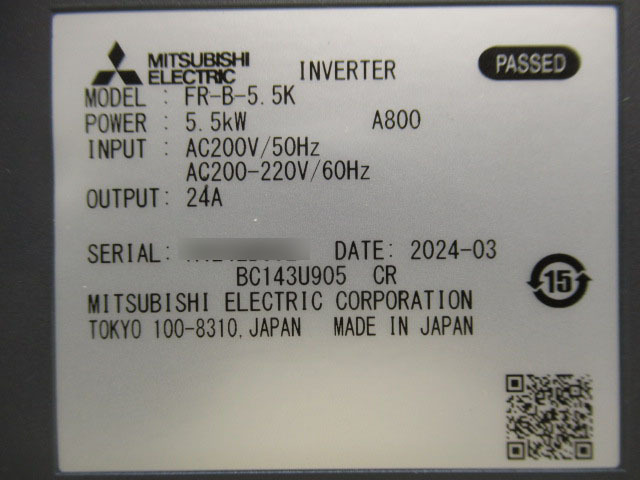 MITSUBISHI
ELECTRIC INVERTER PASSED
MODEL : FR-B-5.5K
POWER : 5.5kW A800
INPUT : AC200V/50Hz
AC200-220V/60Hz
OUTPUT: 24A
SERIAL: DATE: 2024-03
BC143U905 CR
15
MITSUBISHI ELECTRIC CORPORATION
TOKYO 100-8310, JAPAN MADE IN JAPAN